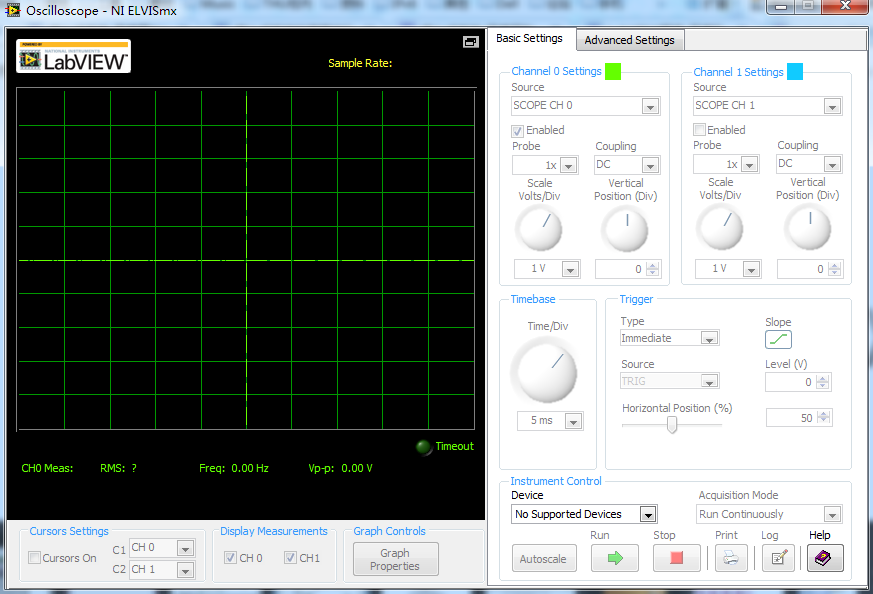 Oscilloscope - NI ELVISmx
POWERED BY
NATIONAL INSTRUMENTS
LabVIEW™
Sample Rate:
Timeout
CH0 Meas: RMS: ? Freq: 0.00 Hz Vp-p: 0.00 V
Cursors Settings
Cursors On
C1 CH 0
C2 CH 1
Display Measurements
CH 0 CH1
Graph Controls
Graph
Properties
Basic Settings Advanced Settings
Channel 0 Settings
Source
SCOPE CH 0
Enabled
Probe Coupling
1x DC
Scale Vertical
Volts/Div Position (Div)
1 V 0
Channel 1 Settings
Source
SCOPE CH 1
Enabled
Probe Coupling
1x DC
Scale Vertical
Volts/Div Position (Div)
1 V 0
Timebase
Time/Div
5 ms
Trigger
Type Slope
Immediate
Source Level (V)
TRIG 0
Horizontal Position (%)
50
Instrument Control
Device Acquisition Mode
No Supported Devices Run Continuously
Run Stop Print Log Help
Autoscale